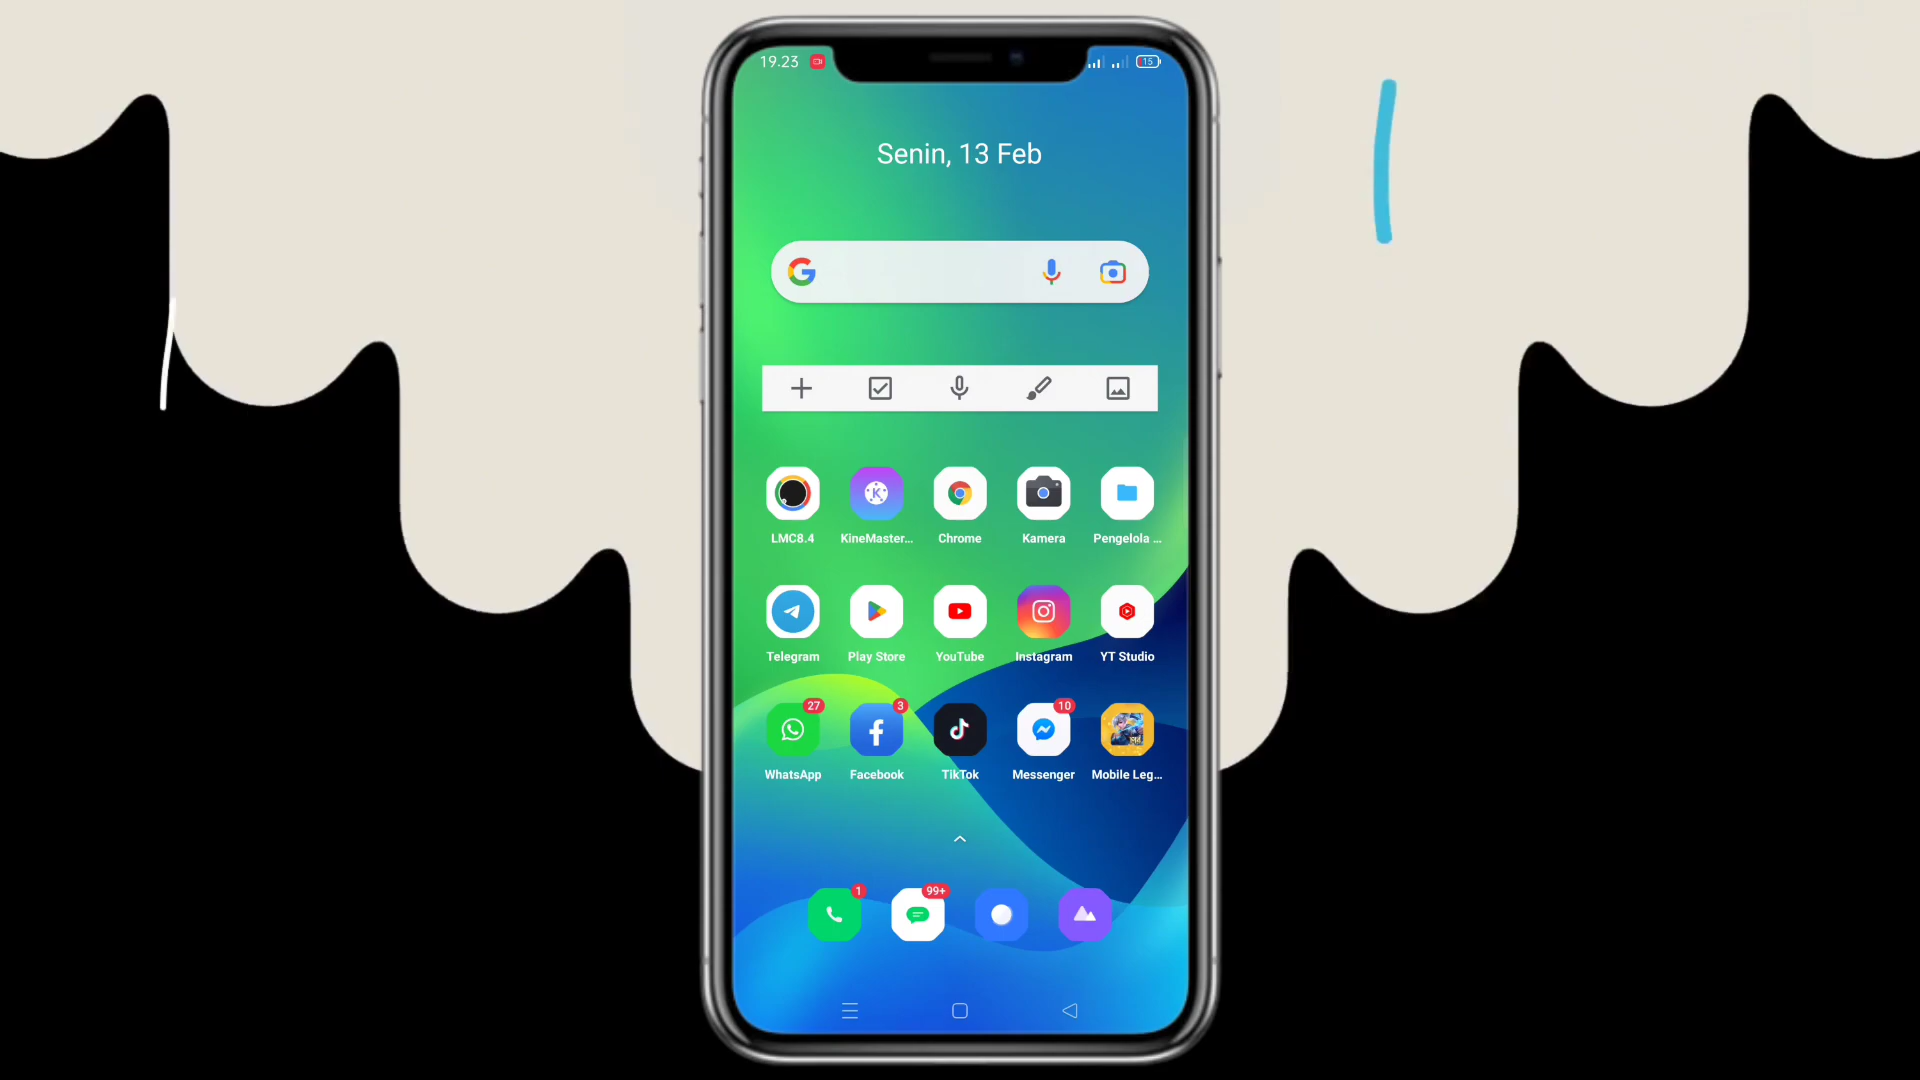 19.23
15
Senin, 13 Feb
LMC8.4
KineMaster...
Chrome
Kamera
Pengelola ...
Telegram
Play Store
YouTube
Instagram
YT Studio
27
3
10
WhatsApp
Facebook
TikTok
Messenger
Mobile Leg...
1
99+